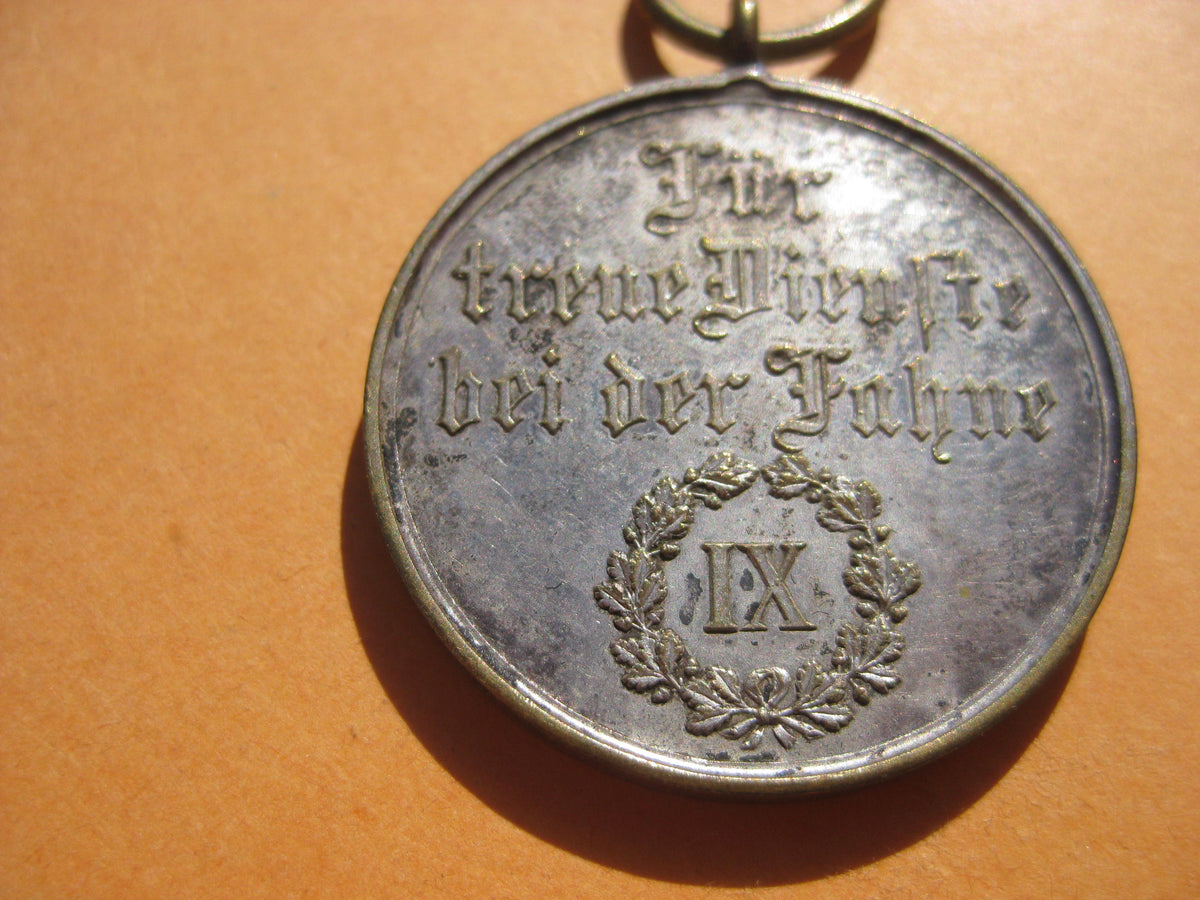 Für
treue Dienste
bei der Fahne
IX